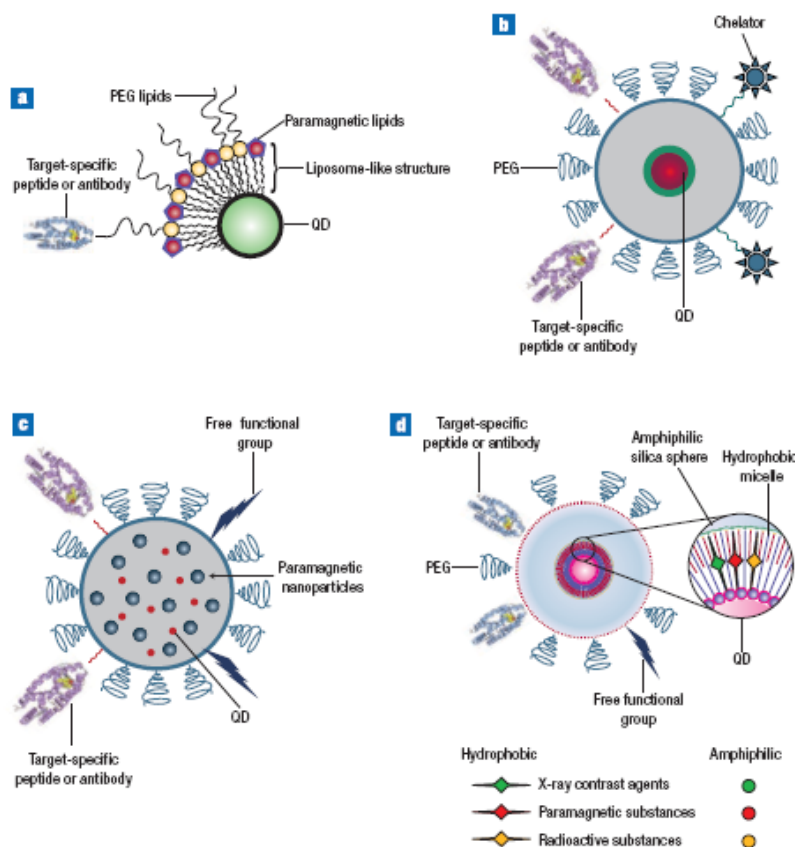 a
PEG lipids
Paramagnetic lipids
Target-specific
peptide or antibody
Liposome-like structure
QD
b
Chelator
PEG
QD
Target-specific
peptide or antibody
c
Free functional
group
Paramagnetic
nanoparticles
QD
Target-specific
peptide or antibody
d
Target-specific
peptide or antibody
Amphiphilic
silica sphere
Hydrophobic
micelle
PEG
QD
Free functional
group
Hydrophobic
Amphiphilic
X-ray contrast agents
Paramagnetic substances
Radioactive substances